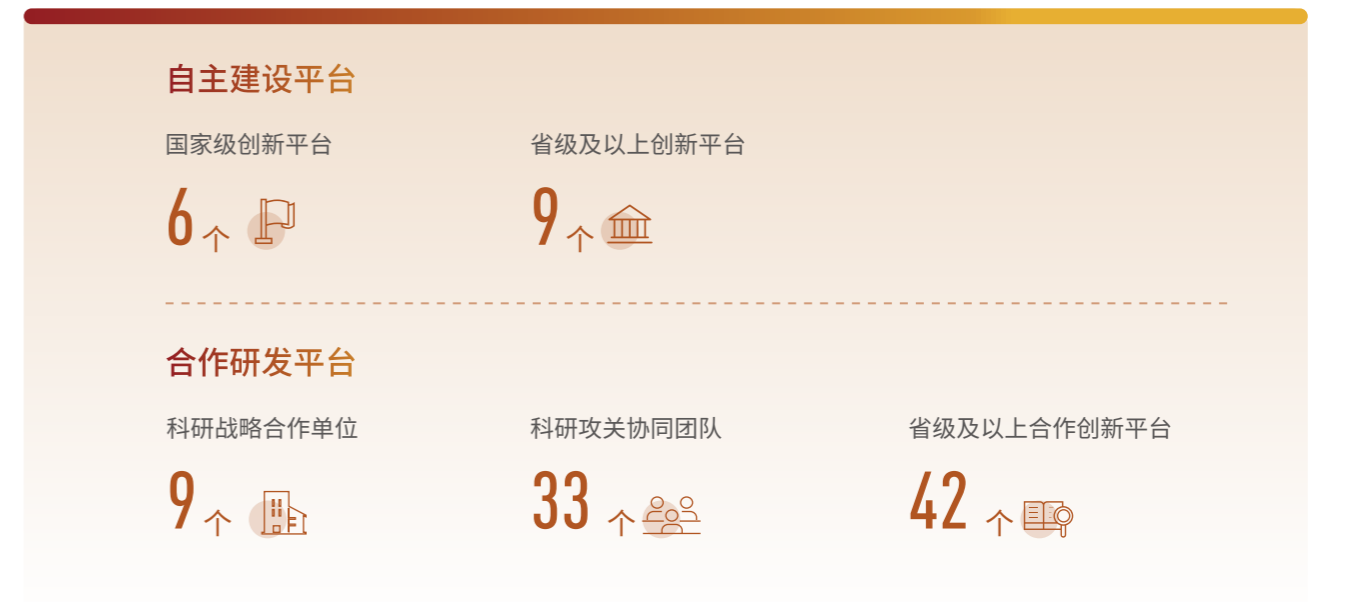 自主建设平台
国家级创新平台
省级及以上创新平台
6个
9个
合作研发平台
科研战略合作单位
科研攻关协同团队
省级及以上合作创新平台
9个
33个
42个